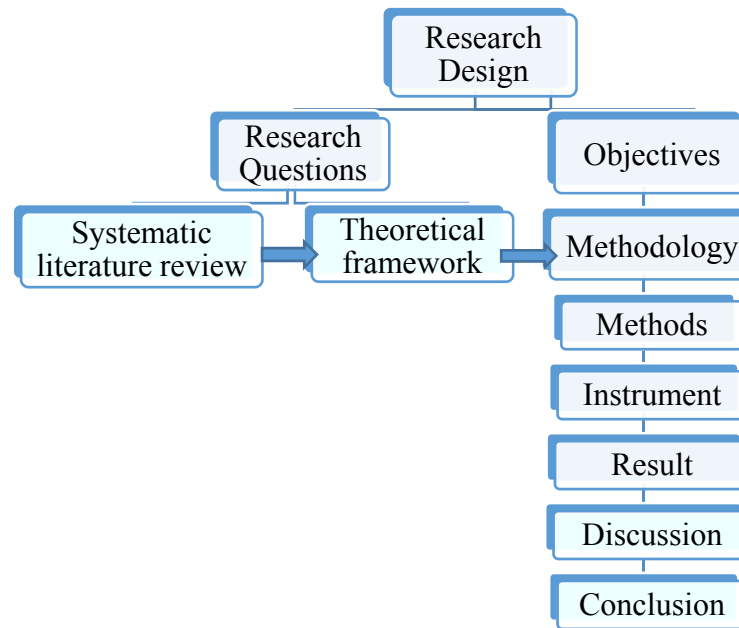 Research
Design
Research
Questions
Objectives
Systematic
literature review
Theoretical
framework
Methodology
Methods
Instrument
Result
Discussion
Conclusion